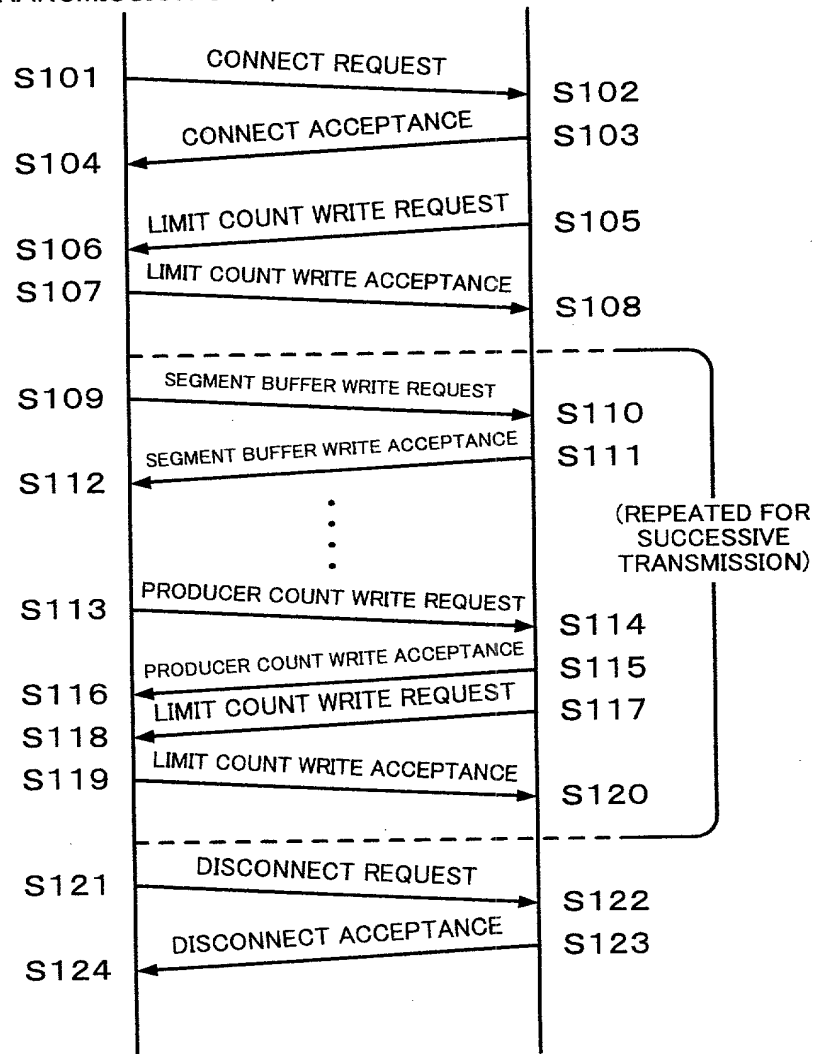 CONNECT REQUEST
S101
S102
CONNECT ACCEPTANCE
S103
S104
LIMIT COUNT WRITE REQUEST
S105
S106
LIMIT COUNT WRITE ACCEPTANCE
S107
S108
SEGMENT BUFFER WRITE REQUEST
S109
S110
SEGMENT BUFFER WRITE ACCEPTANCE
S111
S112
(REPEATED FOR
SUCCESSIVE
TRANSMISSION)
PRODUCER COUNT WRITE REQUEST
S113
S114
PRODUCER COUNT WRITE ACCEPTANCE
S115
S116
LIMIT COUNT WRITE REQUEST
S117
S118
LIMIT COUNT WRITE ACCEPTANCE
S119
S120
DISCONNECT REQUEST
S121
S122
DISCONNECT ACCEPTANCE
S123
S124